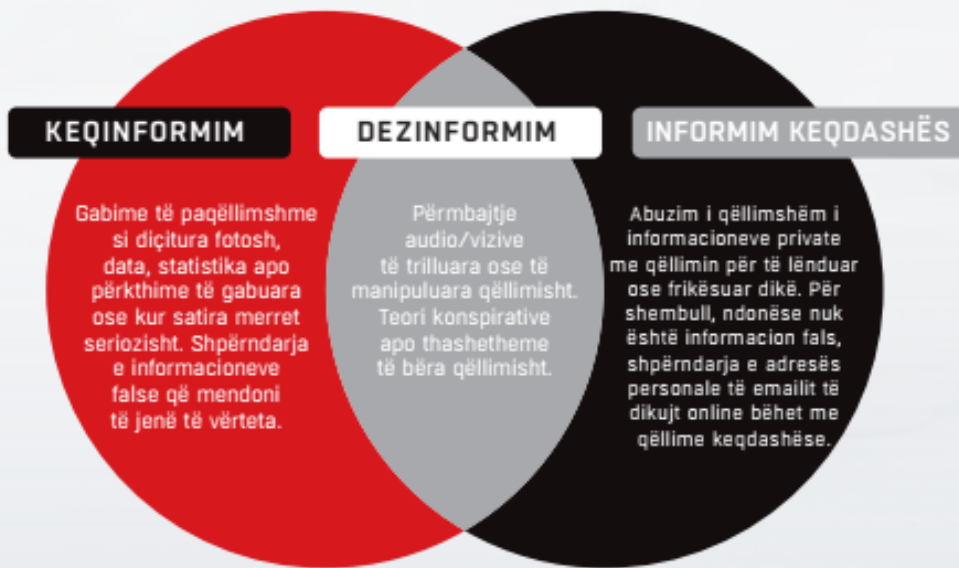 KEQINFORMIM
Gabime të paqëllimshme
si diçitura fotosh,
data, statistika apo
përkthime të gabuara
ose kur satira merret
seriozisht. Shpërndarja
e informacioneve
false që mendoni
të jenë të vërteta.
DEZINFORMIM
Përmbajtje
audio/vizive
të trilluara ose të
manipuluara qëllimisht.
Teori konspirative
apo thashetheme
të bëra qëllimisht.
INFORMIM KEQDASHËS
Abuzim i qëllimshëm i
informacioneve private
me qëllimin për të lënduar
ose frikësuar dikë. Për
shembull, ndonëse nuk
është informacion fals,
shpërndarja e adresës
personale të emailit të
dikujt online bëhet me
qëllime keqdashëse.